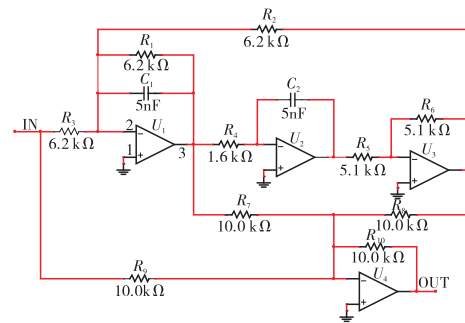 R₂
6.2 kΩ
R₁
6.2 kΩ
C₁
5nF
C₂
5nF
IN
R₃
6.2 kΩ
2
1
3
U₁
R₄
1.6 kΩ
U₂
R₅
5.1 kΩ
R₆
5.1 kΩ
U₃
R₇
10.0 kΩ
R₈
10.0 kΩ
R₁₀
10.0 kΩ
R₉
10.0kΩ
U₄
OUT